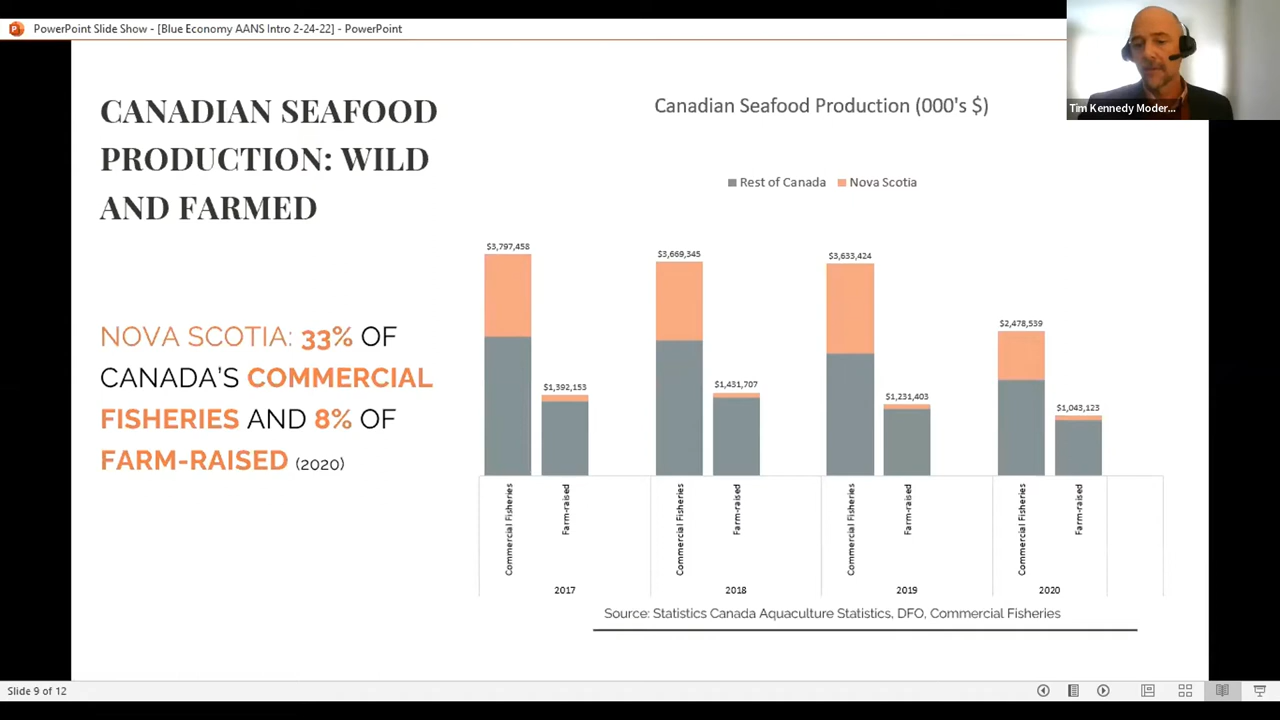 PowerPoint Slide Show - [Blue Economy AANS Intro 2-24-22] - PowerPoint
Tim Kennedy Moder...
CANADIAN SEAFOOD
PRODUCTION: WILD
AND FARMED
NOVA SCOTIA: 33% OF
CANADA'S COMMERCIAL
FISHERIES AND 8% OF
FARM-RAISED (2020)
Canadian Seafood Production (000's $)
Rest of Canada Nova Scotia
$3,797,458
$1,392,153
$3,669,345
$1,431,707
$3,633,424
$1,231,403
$2,478,539
$1,043,123
Commercial Fisheries
Farm-raised
Commercial Fisheries
Farm-raised
Commercial Fisheries
Farm-raised
Commercial Fisheries
Farm-raised
2017 2018 2019 2020
Source: Statistics Canada Aquaculture Statistics, DFO, Commercial Fisheries
Slide 9 of 12